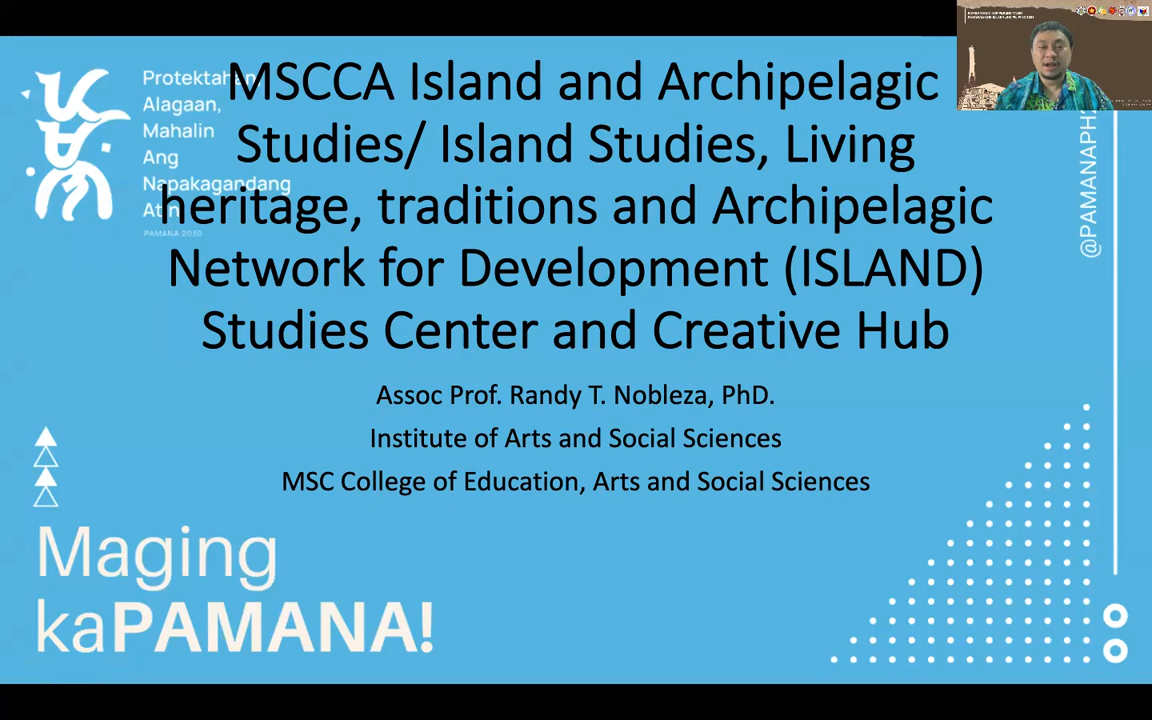 MSCCA Island and Archipelagic
Studies/ Island Studies, Living
heritage, traditions and Archipelagic
Network for Development (ISLAND)
Studies Center and Creative Hub
Assoc Prof. Randy T. Nobleza, PhD.
Institute of Arts and Social Sciences
MSC College of Education, Arts and Social Sciences
Protektahan,
Alagaan,
Mahalin
Ang
Napakagandang
Atin
PAMANA 2030
@PAMANAPH
Maging
kaPAMANA!